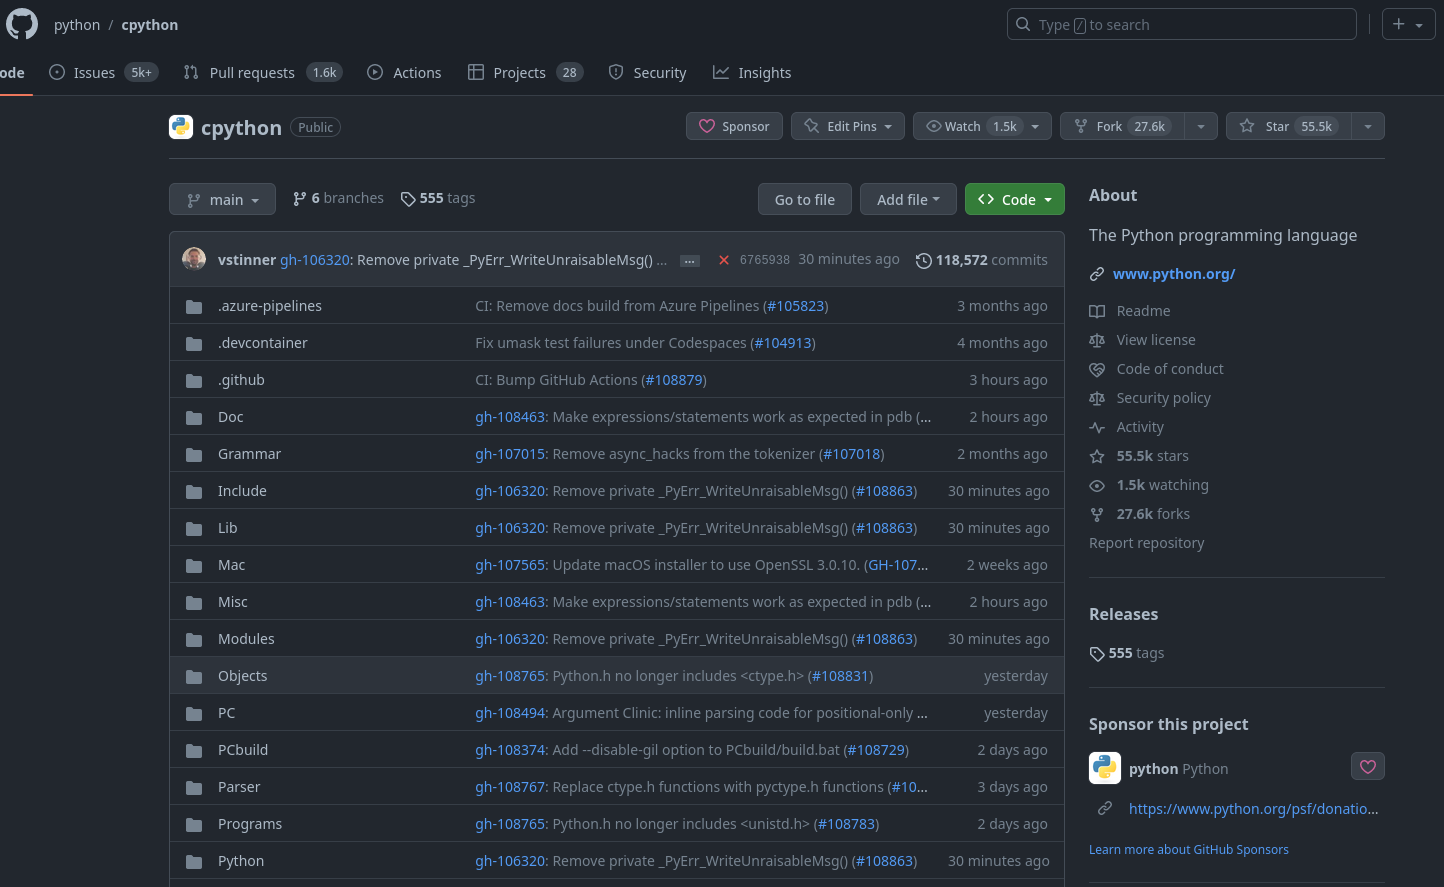 python / cpython
Type / to search
ode Issues 5k+ Pull requests 1.6k Actions Projects 28 Security Insights
cpython Public
Sponsor Edit Pins Watch 1.5k Fork 27.6k Star 55.5k
main 6 branches 555 tags Go to file Add file Code
vstinner gh-106320: Remove private _PyErr_WriteUnraisableMsg() ... … 6765938 30 minutes ago 118,572 commits
.azure-pipelines CI: Remove docs build from Azure Pipelines (#105823) 3 months ago
.devcontainer Fix umask test failures under Codespaces (#104913) 4 months ago
.github CI: Bump GitHub Actions (#108879) 3 hours ago
Doc gh-108463: Make expressions/statements work as expected in pdb (... 2 hours ago
Grammar gh-107015: Remove async_hacks from the tokenizer (#107018) 2 months ago
Include gh-106320: Remove private _PyErr_WriteUnraisableMsg() (#108863) 30 minutes ago
Lib gh-106320: Remove private _PyErr_WriteUnraisableMsg() (#108863) 30 minutes ago
Mac gh-107565: Update macOS installer to use OpenSSL 3.0.10. (GH-107... 2 weeks ago
Misc gh-108463: Make expressions/statements work as expected in pdb (... 2 hours ago
Modules gh-106320: Remove private _PyErr_WriteUnraisableMsg() (#108863) 30 minutes ago
Objects gh-108765: Python.h no longer includes <ctype.h> (#108831) yesterday
PC gh-108494: Argument Clinic: inline parsing code for positional-only ... yesterday
PCbuild gh-108374: Add --disable-gil option to PCbuild/build.bat (#108729) 2 days ago
Parser gh-108767: Replace ctype.h functions with pyctype.h functions (#10... 3 days ago
Programs gh-108765: Python.h no longer includes <unistd.h> (#108783) 2 days ago
Python gh-106320: Remove private _PyErr_WriteUnraisableMsg() (#108863) 30 minutes ago
About
The Python programming language
www.python.org/
Readme
View license
Code of conduct
Security policy
Activity
55.5k stars
1.5k watching
27.6k forks
Report repository
Releases
555 tags
Sponsor this project
python Python
https://www.python.org/psf/donatio...
Learn more about GitHub Sponsors